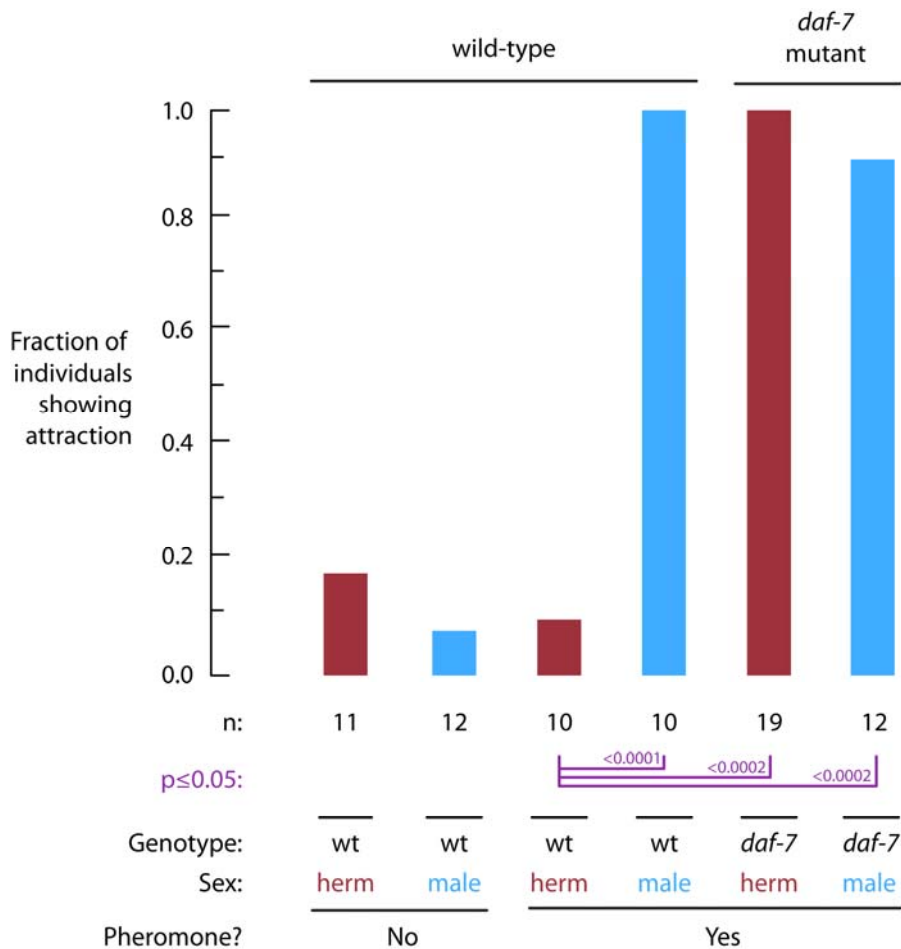 wild-type
daf-7
mutant
1.0
0.8
0.6
0.4
0.2
0.0
Fraction of
individuals
showing
attraction
n: 11 12 10 10 19 12
p≤0.05: <0.0001 <0.0002 <0.0002
Genotype: wt wt wt wt daf-7 daf-7
Sex: herm male herm male herm male
Pheromone? No Yes